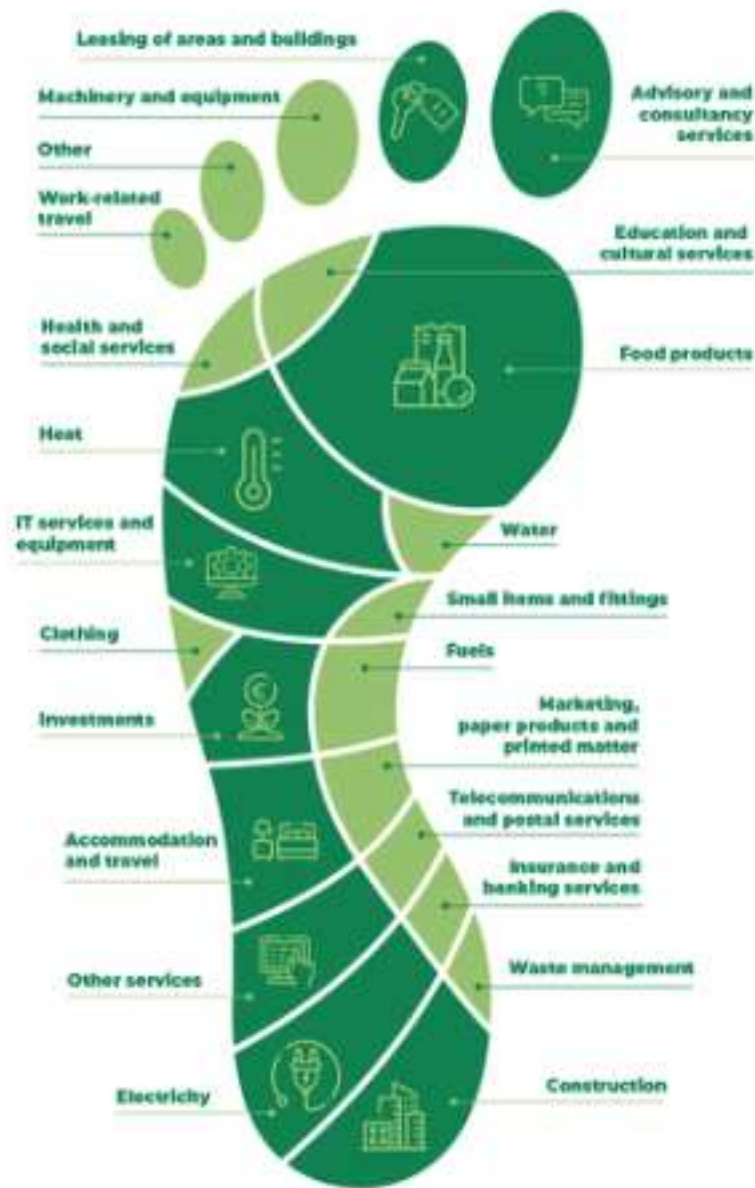 Leasing of areas and buildings
Machinery and equipment
Advisory and
consultancy
services
Other
Work-related
travel
Education and
cultural services
Health and
social services
Food products
Heat
IT services and
equipment
Water
Small items and fittings
Clothing
Fuels
Investments
Marketing,
paper products and
printed matter
Telecommunications
and postal services
Accommodation
and travel
Insurance and
banking services
Other services
Waste management
Electricity
Construction